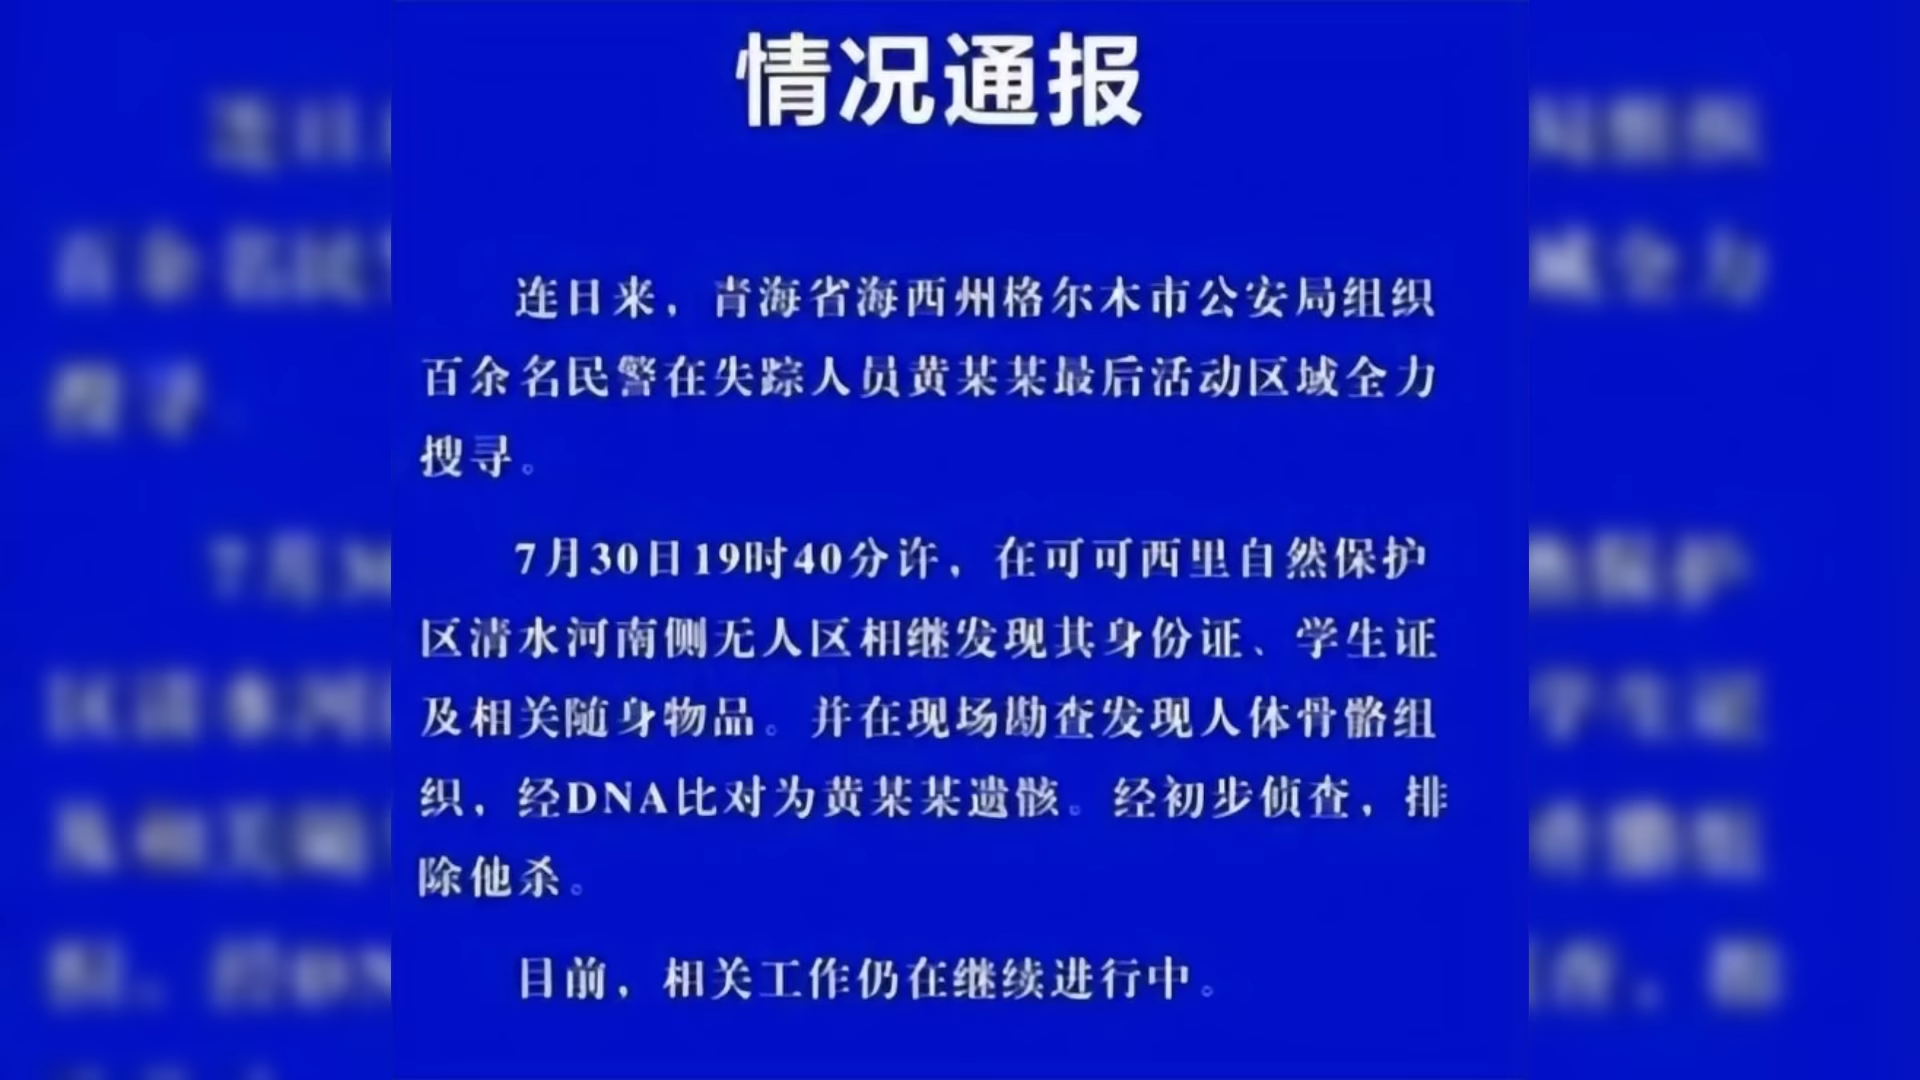 情况通报
连日来，青海省海西州格尔木市公安局组织
百余名民警在失踪人员黄某某最后活动区域全力
搜寻。
7月30日19时40分许，在可可西里自然保护
区清水河南侧无人区相继发现其身份证、学生证
及相关随身物品。并在现场勘查发现人体骨骼组
织，经DNA比对为黄某某遗骸。经初步侦查，排
除他杀。
目前，相关工作仍在继续进行中。